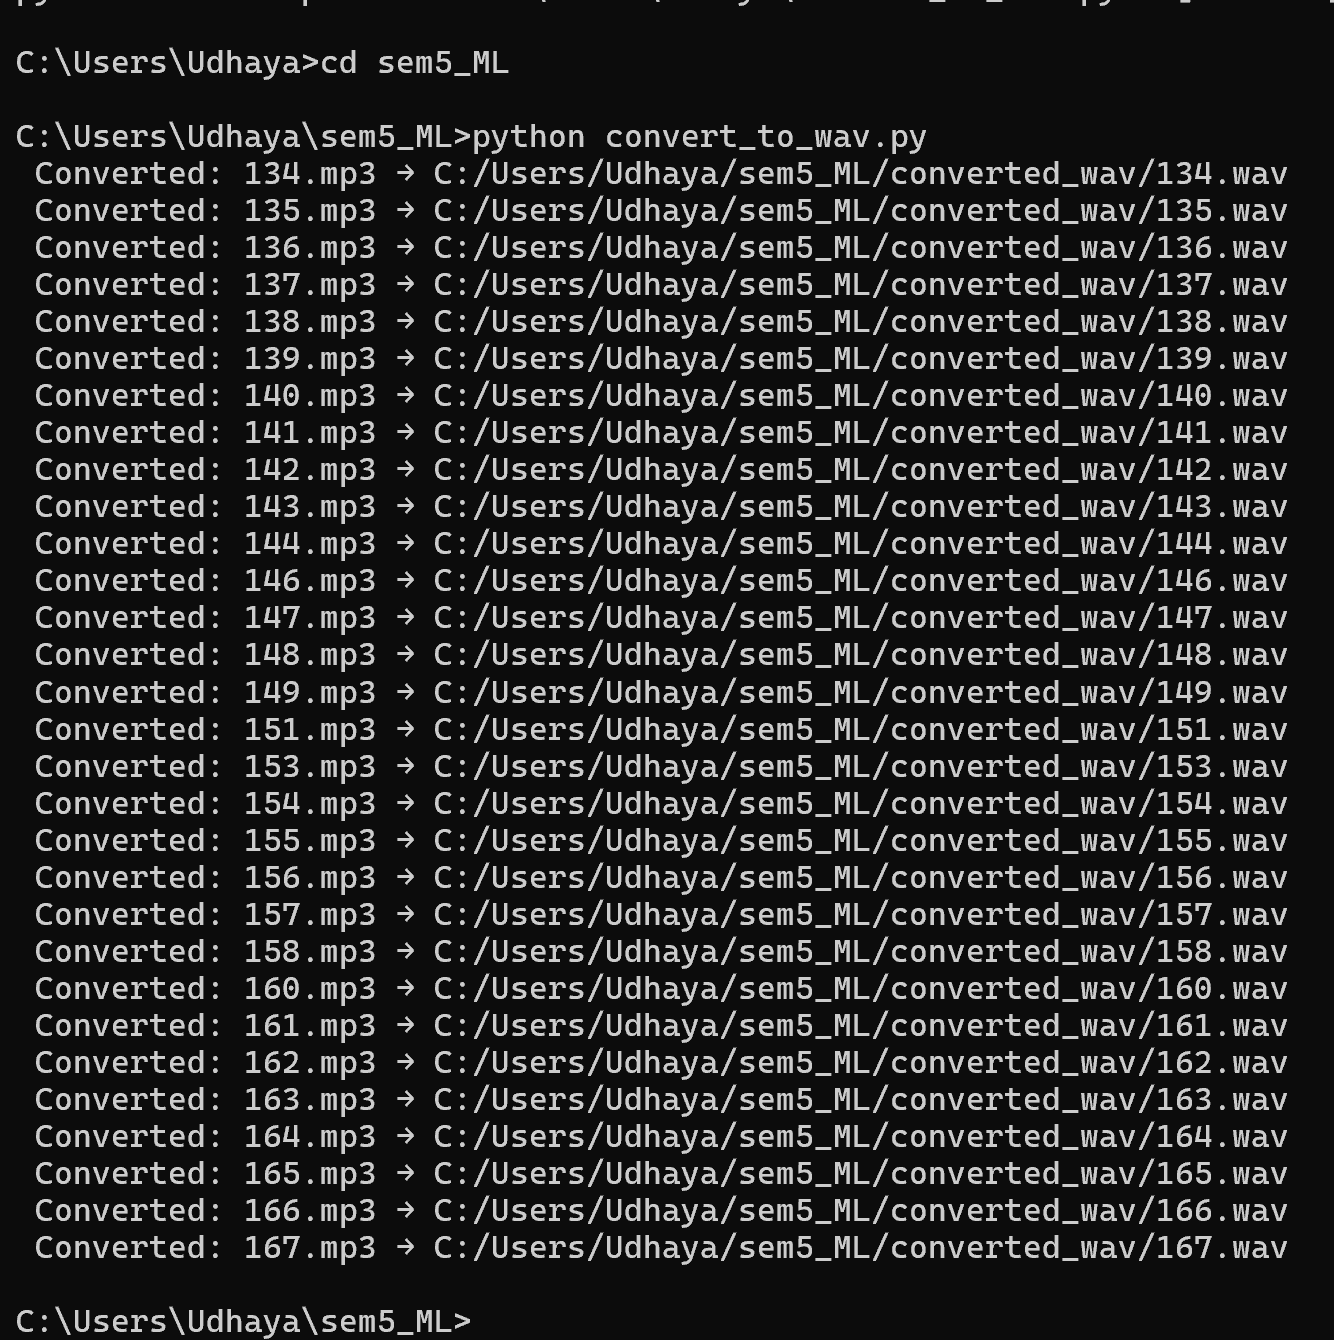 C:\Users\Udhaya>cd sem5_ML
C:\Users\Udhaya\sem5_ML>python convert_to_wav.py
Converted: 134.mp3 → C:/Users/Udhaya/sem5_ML/converted_wav/134.wav
Converted: 135.mp3 → C:/Users/Udhaya/sem5_ML/converted_wav/135.wav
Converted: 136.mp3 → C:/Users/Udhaya/sem5_ML/converted_wav/136.wav
Converted: 137.mp3 → C:/Users/Udhaya/sem5_ML/converted_wav/137.wav
Converted: 138.mp3 → C:/Users/Udhaya/sem5_ML/converted_wav/138.wav
Converted: 139.mp3 → C:/Users/Udhaya/sem5_ML/converted_wav/139.wav
Converted: 140.mp3 → C:/Users/Udhaya/sem5_ML/converted_wav/140.wav
Converted: 141.mp3 → C:/Users/Udhaya/sem5_ML/converted_wav/141.wav
Converted: 142.mp3 → C:/Users/Udhaya/sem5_ML/converted_wav/142.wav
Converted: 143.mp3 → C:/Users/Udhaya/sem5_ML/converted_wav/143.wav
Converted: 144.mp3 → C:/Users/Udhaya/sem5_ML/converted_wav/144.wav
Converted: 146.mp3 → C:/Users/Udhaya/sem5_ML/converted_wav/146.wav
Converted: 147.mp3 → C:/Users/Udhaya/sem5_ML/converted_wav/147.wav
Converted: 148.mp3 → C:/Users/Udhaya/sem5_ML/converted_wav/148.wav
Converted: 149.mp3 → C:/Users/Udhaya/sem5_ML/converted_wav/149.wav
Converted: 151.mp3 → C:/Users/Udhaya/sem5_ML/converted_wav/151.wav
Converted: 153.mp3 → C:/Users/Udhaya/sem5_ML/converted_wav/153.wav
Converted: 154.mp3 → C:/Users/Udhaya/sem5_ML/converted_wav/154.wav
Converted: 155.mp3 → C:/Users/Udhaya/sem5_ML/converted_wav/155.wav
Converted: 156.mp3 → C:/Users/Udhaya/sem5_ML/converted_wav/156.wav
Converted: 157.mp3 → C:/Users/Udhaya/sem5_ML/converted_wav/157.wav
Converted: 158.mp3 → C:/Users/Udhaya/sem5_ML/converted_wav/158.wav
Converted: 160.mp3 → C:/Users/Udhaya/sem5_ML/converted_wav/160.wav
Converted: 161.mp3 → C:/Users/Udhaya/sem5_ML/converted_wav/161.wav
Converted: 162.mp3 → C:/Users/Udhaya/sem5_ML/converted_wav/162.wav
Converted: 163.mp3 → C:/Users/Udhaya/sem5_ML/converted_wav/163.wav
Converted: 164.mp3 → C:/Users/Udhaya/sem5_ML/converted_wav/164.wav
Converted: 165.mp3 → C:/Users/Udhaya/sem5_ML/converted_wav/165.wav
Converted: 166.mp3 → C:/Users/Udhaya/sem5_ML/converted_wav/166.wav
Converted: 167.mp3 → C:/Users/Udhaya/sem5_ML/converted_wav/167.wav
C:\Users\Udhaya\sem5_ML>